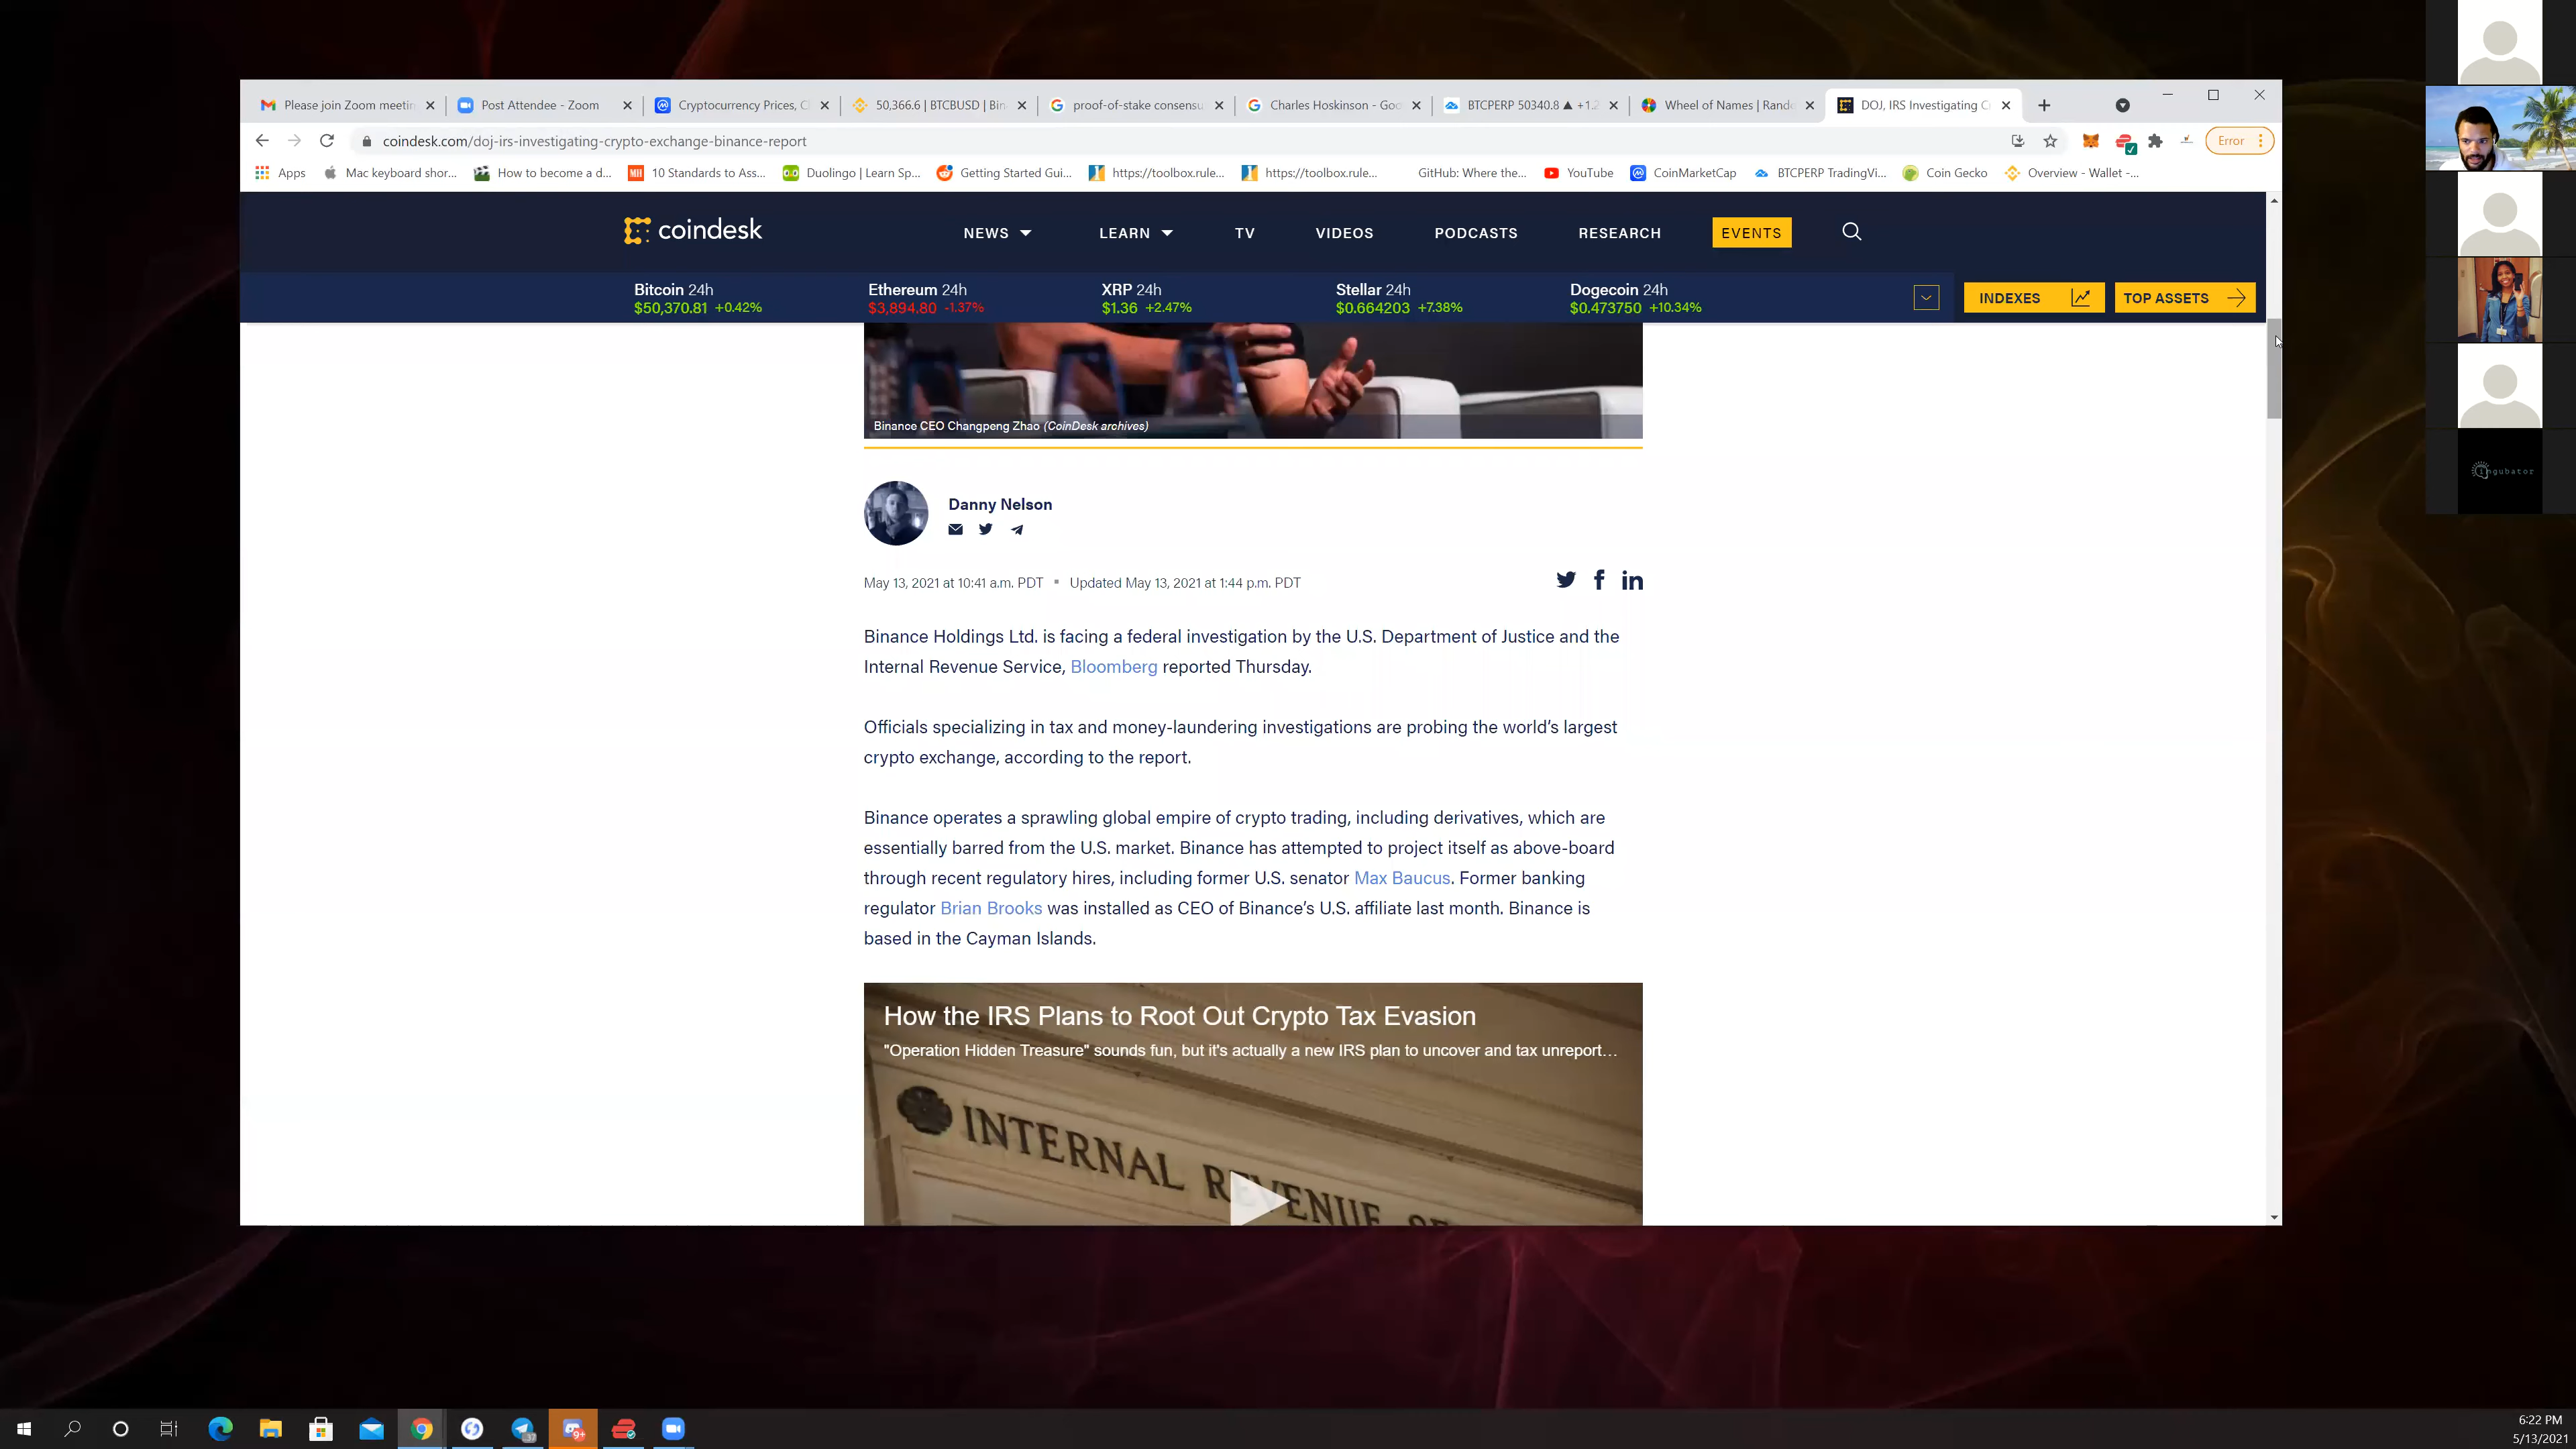 Please join Zoom meetin
Post Attendee - Zoom
Cryptocurrency Prices, C
50,366.6 | BTCBUSD | Bin
proof-of-stake consensu
Charles Hoskinson - Goo
BTCPERP 50340.8 ▲ +1.2
Wheel of Names | Rando
DOJ, IRS Investigating C
coindesk.com/doj-irs-investigating-crypto-exchange-binance-report
Error
Apps
Mac keyboard shor...
How to become a d...
MH
10 Standards to Ass...
Duolingo | Learn Sp...
Getting Started Gui...
https://toolbox.rule...
https://toolbox.rule...
GitHub: Where the...
YouTube
CoinMarketCap
BTCPERP TradingVi...
Coin Gecko
Overview - Wallet -...
coindesk
NEWS
LEARN
TV
VIDEOS
PODCASTS
RESEARCH
EVENTS
Bitcoin 24h
$50,370.81 +0.42%
Ethereum 24h
$3,894.80 -1.37%
XRP 24h
$1.36 +2.47%
Stellar 24h
$0.664203 +7.38%
Dogecoin 24h
$0.473750 +10.34%
INDEXES
TOP ASSETS
Binance CEO Changpeng Zhao (CoinDesk archives)
Danny Nelson
May 13, 2021 at 10:41 a.m. PDT ▪ Updated May 13, 2021 at 1:44 p.m. PDT
Binance Holdings Ltd. is facing a federal investigation by the U.S. Department of Justice and the
Internal Revenue Service, Bloomberg reported Thursday.
Officials specializing in tax and money-laundering investigations are probing the world's largest
crypto exchange, according to the report.
Binance operates a sprawling global empire of crypto trading, including derivatives, which are
essentially barred from the U.S. market. Binance has attempted to project itself as above-board
through recent regulatory hires, including former U.S. senator Max Baucus. Former banking
regulator Brian Brooks was installed as CEO of Binance's U.S. affiliate last month. Binance is
based in the Cayman Islands.
How the IRS Plans to Root Out Crypto Tax Evasion
"Operation Hidden Treasure" sounds fun, but it's actually a new IRS plan to uncover and tax unreport...
INTERNAL REVENUE
ingubator
37
9+
6:22 PM
5/13/2021